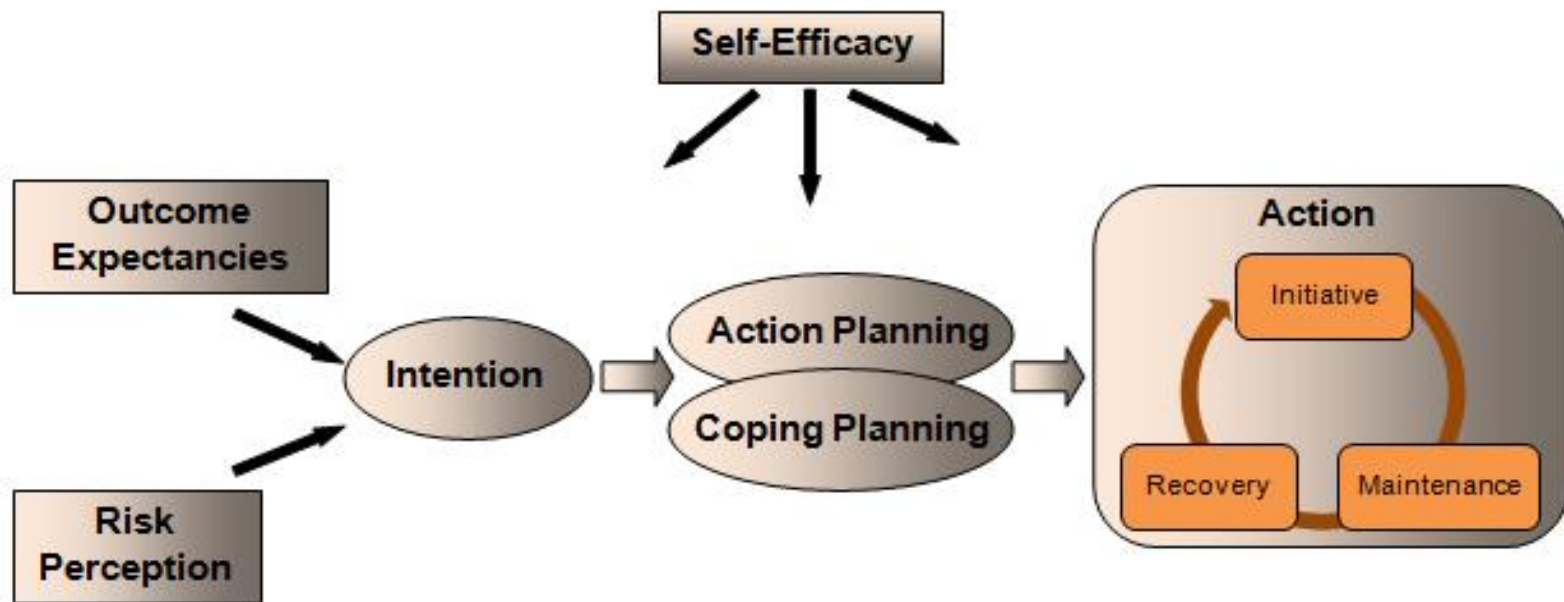 Self-Efficacy
Outcome
Expectancies
Risk
Perception
Intention
Action Planning
Coping Planning
Action
Initiative
Recovery
Maintenance